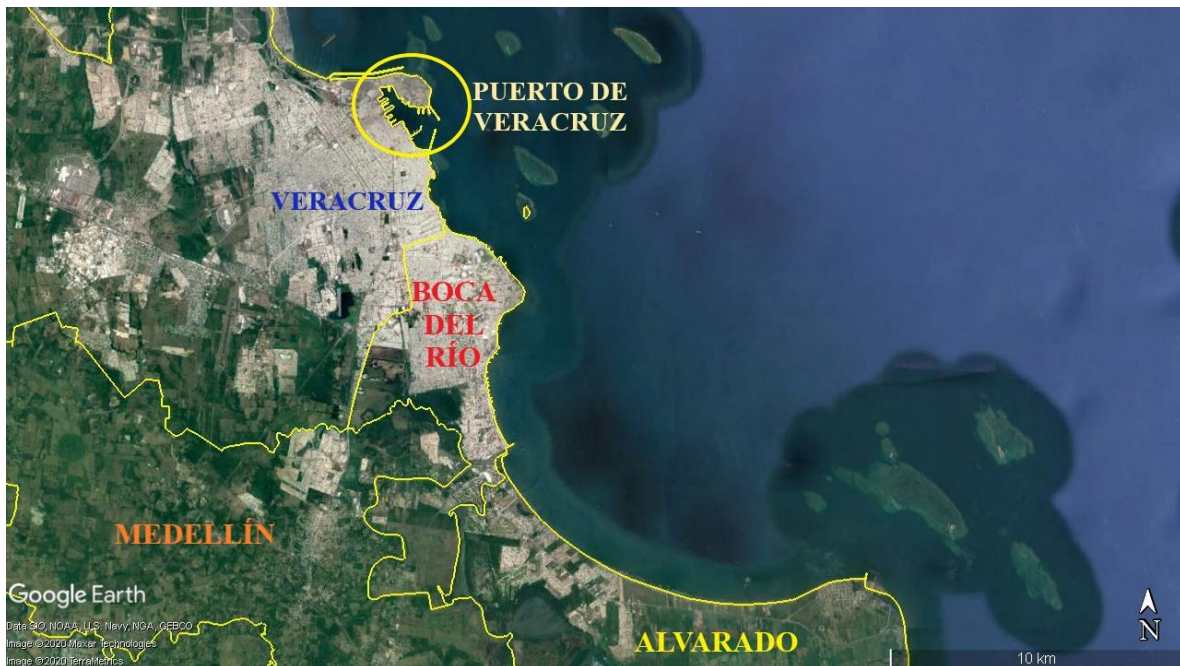 PUERTO DE
VERACRUZ
VERACRUZ
BOCA
DEL
RÍO
MEDELLÍN
Google Earth
Data SIO, NOAA, U.S. Navy, NGA, GEBCO
Image © 2020 Maxar Technologies
Image © 2020 TerraMetrics
ALVARADO
N
10 km